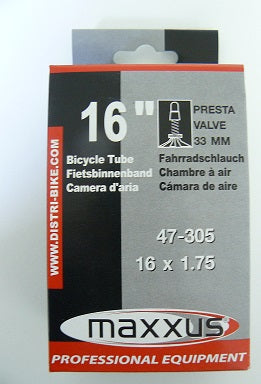 16"
PRESTA
VALVE
33 MM
Bicycle Tube
Fietsbinnenband
Camera d'aria
Fahrradschlauch
Chambre à air
Cámara de aire
47-305
16 x 1.75
WWW.DISTRI-BIKE.COM
maxxus®
PROFESSIONAL EQUIPMENT